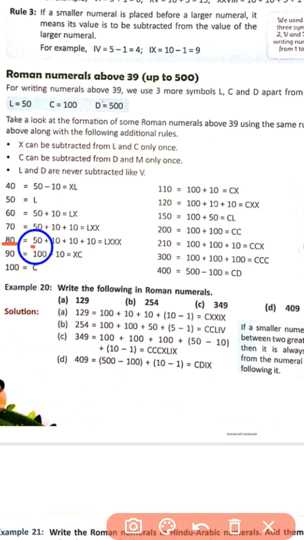 Rule 3: If a smaller numeral is placed before a larger numeral, it
means its value is to be subtracted from the value of the
larger numeral.
For example, IV = 5 – 1 = 4; IX = 10 – 1 = 9
We used
three sym
writing nu
from 1 to
Roman numerals above 39 (up to 500)
For writing numerals above 39, we use 3 more symbols L, C and D apart from
L = 50 C = 100 D = 500
Take a look at the formation of some Roman numerals above 39 using the same ru
above along with the following additional rules.
• X can be subtracted from L and C only once.
• C can be subtracted from D and M only once.
• L and D are never subtracted like V.
40 = 50 – 10 = XL
50 = L
60 = 50 + 10 = LX
70 = 50 + 10 + 10 = LXX
80 = 50 + 10 + 10 + 10 = LXXX
90 = 100 – 10 = XC
100 = C
110 = 100 + 10 = CX
120 = 100 + 10 + 10 = CXX
150 = 100 + 50 = CL
200 = 100 + 100 = CC
210 = 100 + 100 + 10 = CCX
300 = 100 + 100 + 100 = CCC
400 = 500 – 100 = CD
Example 20: Write the following in Roman numerals.
(a) 129 (b) 254 (c) 349 (d) 409
Solution: (a) 129 = 100 + 10 + 10 + (10 – 1) = CXXIX
(b) 254 = 100 + 100 + 50 + (5 – 1) = CCLIV
(c) 349 = 100 + 100 + 100 + (50 – 10)
+ (10 – 1) = CCCXLIX
(d) 409 = (500 – 100) + (10 – 1) = CDIX
If a smaller nume
between two great
then it is always
from the numeral
following it.
Example 21: Write the Roman numerals in Hindu-Arabic numerals. Add them